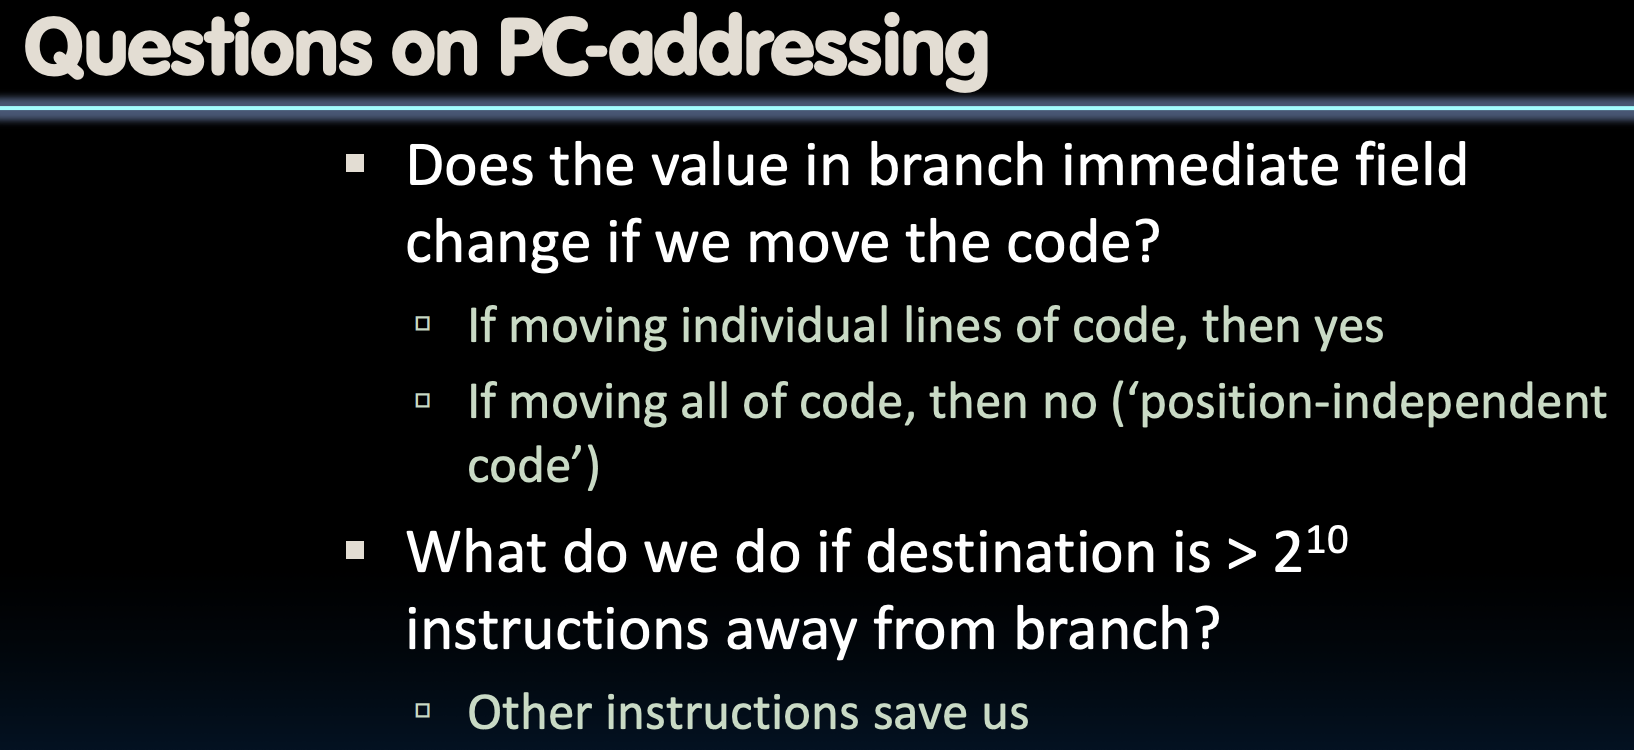 Questions on PC-addressing
▪ Does the value in branch immediate field
change if we move the code?
▫ If moving individual lines of code, then yes
▫ If moving all of code, then no (‘position-independent
code’)
▪ What do we do if destination is > 2¹⁰
instructions away from branch?
▫ Other instructions save us